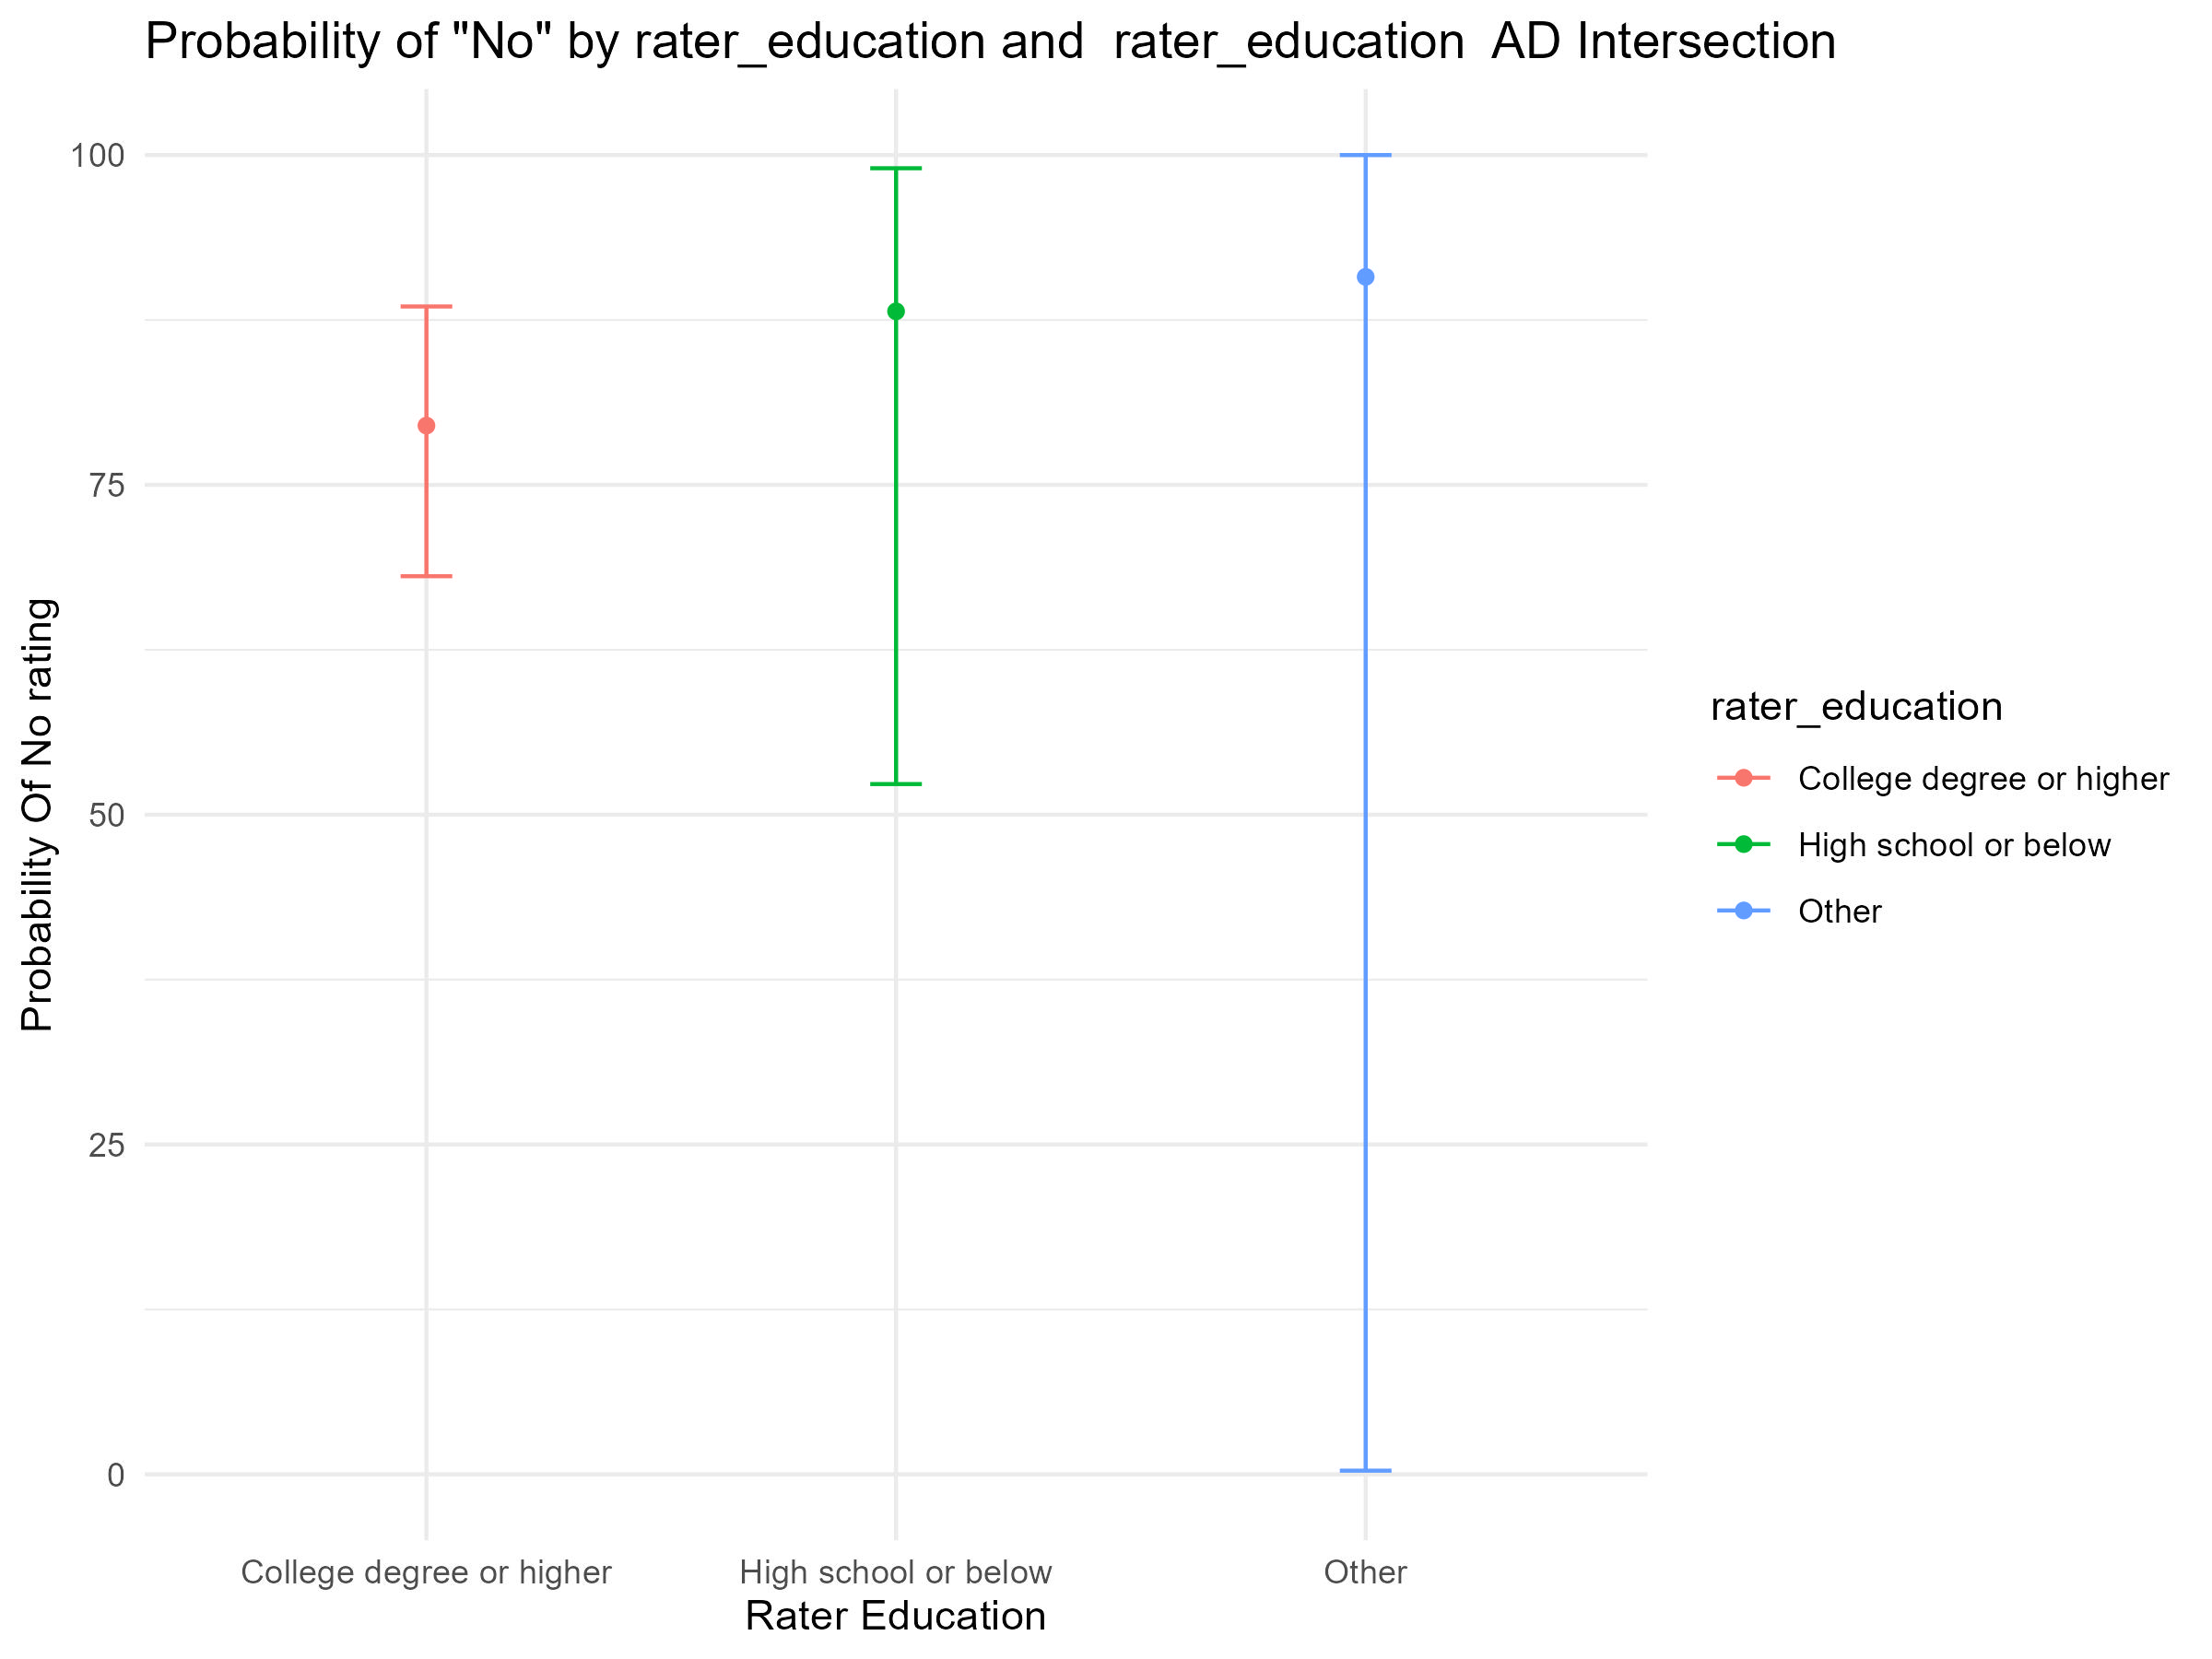 Probability of "No" by rater_education and  rater_education  AD Intersection
100
75
50
25
0
Probability Of No rating
College degree or higher
High school or below
Other
Rater Education
rater_education
College degree or higher
High school or below
Other